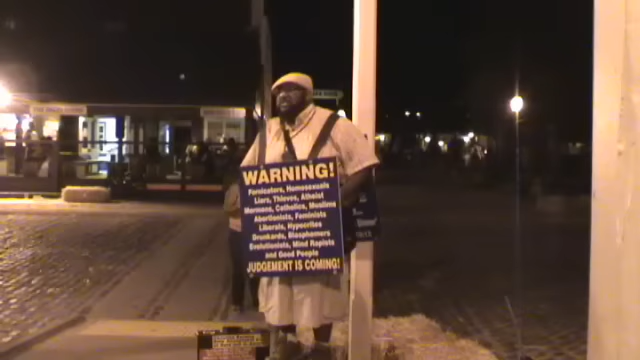 WARNING!
Fornicators, Homosexuals
Liars, Thieves, Atheist
Mormons, Catholics, Muslims
Abortionists, Feminists
Liberals, Hypocrites
Drunkards, Blasphemers
Evolutionists, Mind Rapists
and Good People
JUDGEMENT IS COMING!